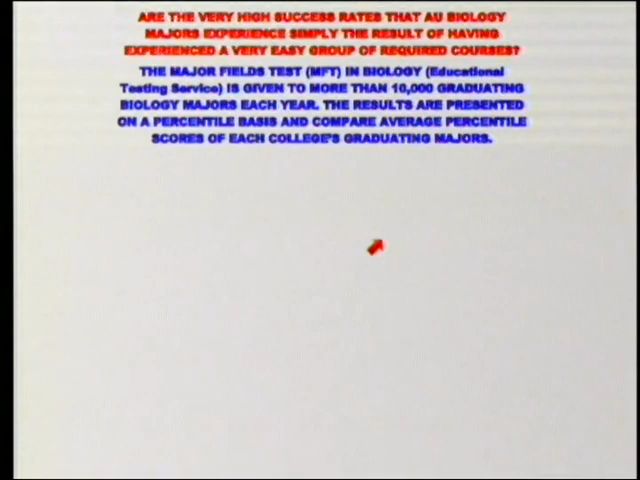 ARE THE VERY HIGH SUCCESS RATES THAT AU BIOLOGY
MAJORS EXPERIENCE SIMPLY THE RESULT OF HAVING
EXPERIENCED A VERY EASY GROUP OF REQUIRED COURSES?
THE MAJOR FIELDS TEST (MFT) IN BIOLOGY (Educational
Testing Service) IS GIVEN TO MORE THAN 10,000 GRADUATING
BIOLOGY MAJORS EACH YEAR. THE RESULTS ARE PRESENTED
ON A PERCENTILE BASIS AND COMPARE AVERAGE PERCENTILE
SCORES OF EACH COLLEGE'S GRADUATING MAJORS.